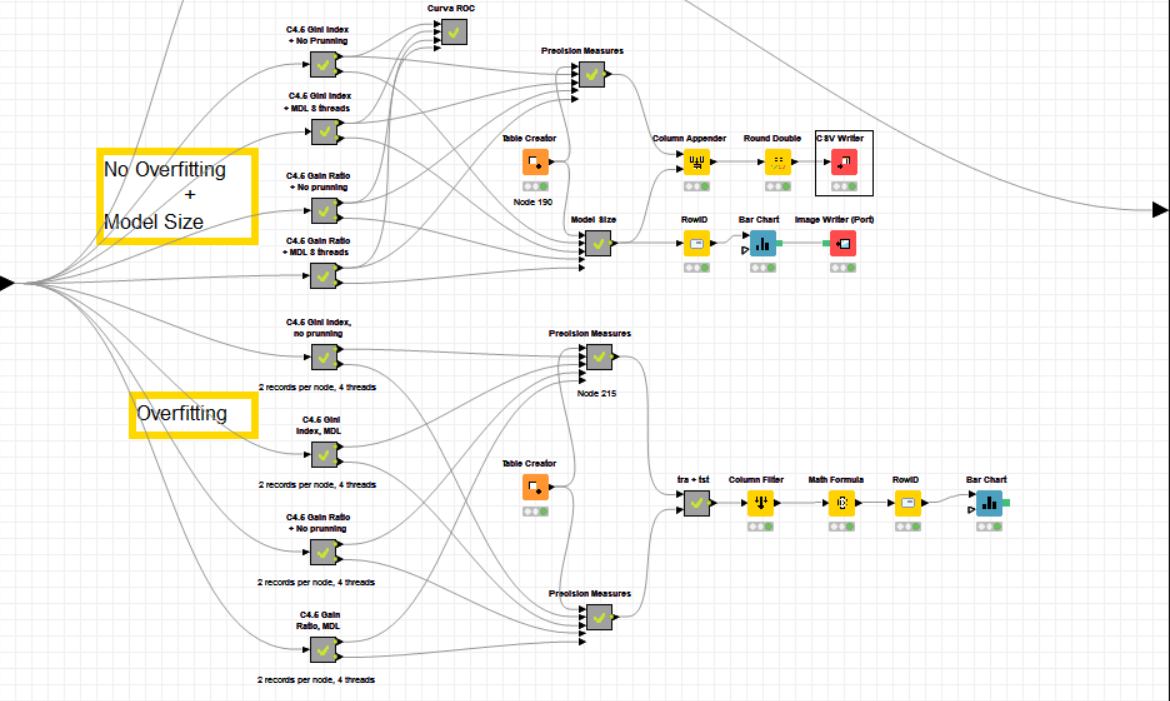 Curva ROC
C4.5 Gini Index
+ No Prunning
Precision Measures
C4.5 Gini Index
+ MDL 8 threads
Table Creator
Node 190
Column Appender
Round Double
CSV Writer
No Overfitting
+
Model Size
C4.5 Gain Ratio
+ No prunning
Model Size
RowID
Bar Chart
Image Writer (Port)
C4.5 Gain Ratio
+ MDL 8 threads
C4.5 Gini Index,
no prunning
2 records per node, 4 threads
Precision Measures
Node 215
Overfitting
C4.5 Gini
Index, MDL
2 records per node, 4 threads
Table Creator
tra + tst
Column Filter
Math Formula
RowID
Bar Chart
C4.5 Gain Ratio
+ No prunning
2 records per node, 4 threads
Precision Measures
C4.5 Gain
Ratio, MDL
2 records per node, 4 threads